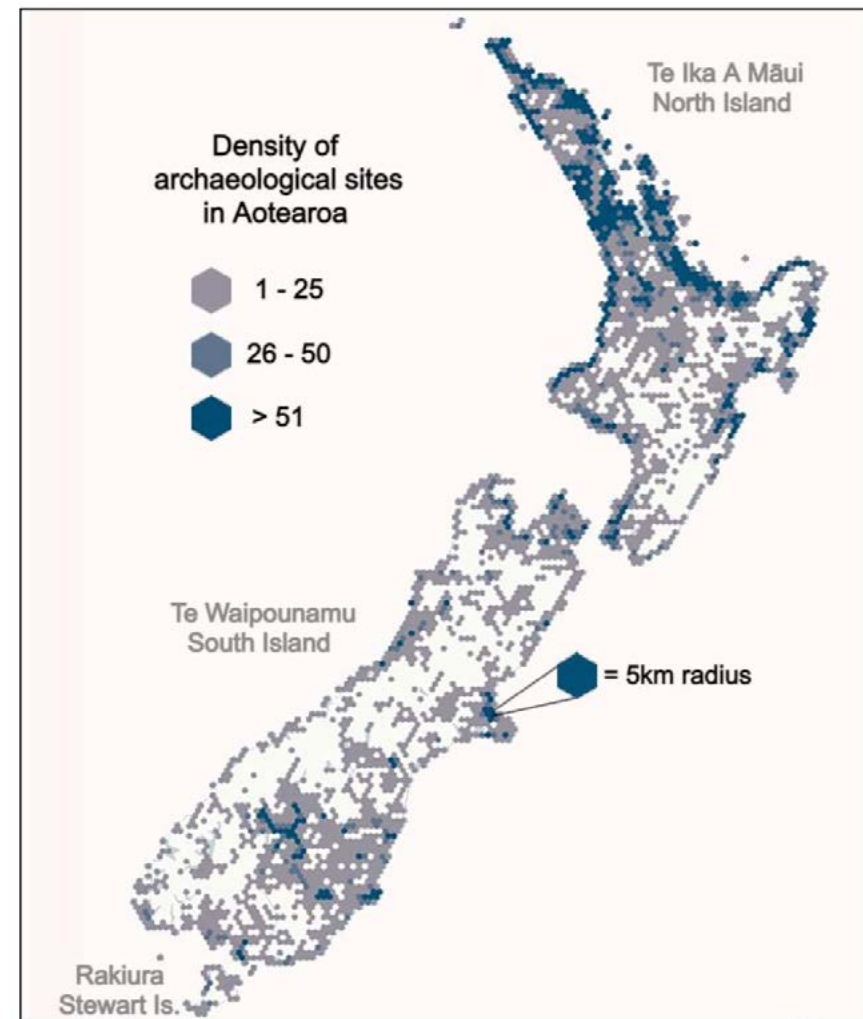 Te Ika A Māui
North Island
Density of
archaeological sites
in Aotearoa
1 - 25
26 - 50
> 51
Te Waipounamu
South Island
= 5km radius
Rakiura
Stewart Is.